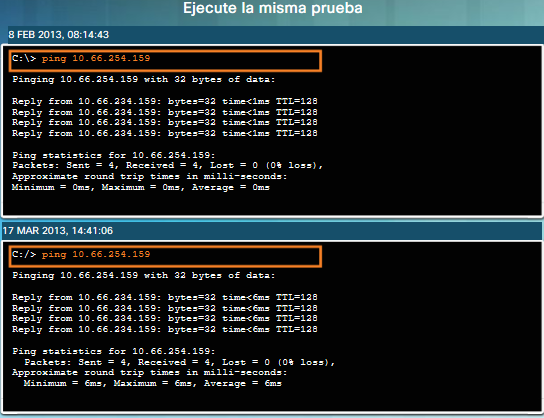 Ejecute la misma prueba
8 FEB 2013, 08:14:43
C:\> ping 10.66.254.159
Pinging 10.66.254.159 with 32 bytes of data:
Reply from 10.66.234.159: bytes=32 time<1ms TTL=128
Reply from 10.66.234.159: bytes=32 time<1ms TTL=128
Reply from 10.66.234.159: bytes=32 time<1ms TTL=128
Reply from 10.66.234.159: bytes=32 time<1ms TTL=128
Ping statistics for 10.66.254.159:
Packets: Sent = 4, Received = 4, Lost = 0 (0% loss),
Approximate round trip times in milli-seconds:
Minimum = 0ms, Maximum = 0ms, Average = 0ms
17 MAR 2013, 14:41:06
C:/> ping 10.66.254.159
Pinging 10.66.254.159 with 32 bytes of data:
Reply from 10.66.254.159: bytes=32 time<6ms TTL=128
Reply from 10.66.254.159: bytes=32 time<6ms TTL=128
Reply from 10.66.254.159: bytes=32 time<6ms TTL=128
Reply from 10.66.254.159: bytes=32 time<6ms TTL=128
Ping statistics for 10.66.254.159:
Packets: Sent = 4, Received = 4, Lost = 0 (0% loss),
Approximate round trip times in milli-seconds:
Minimum = 6ms, Maximum = 6ms, Average = 6ms